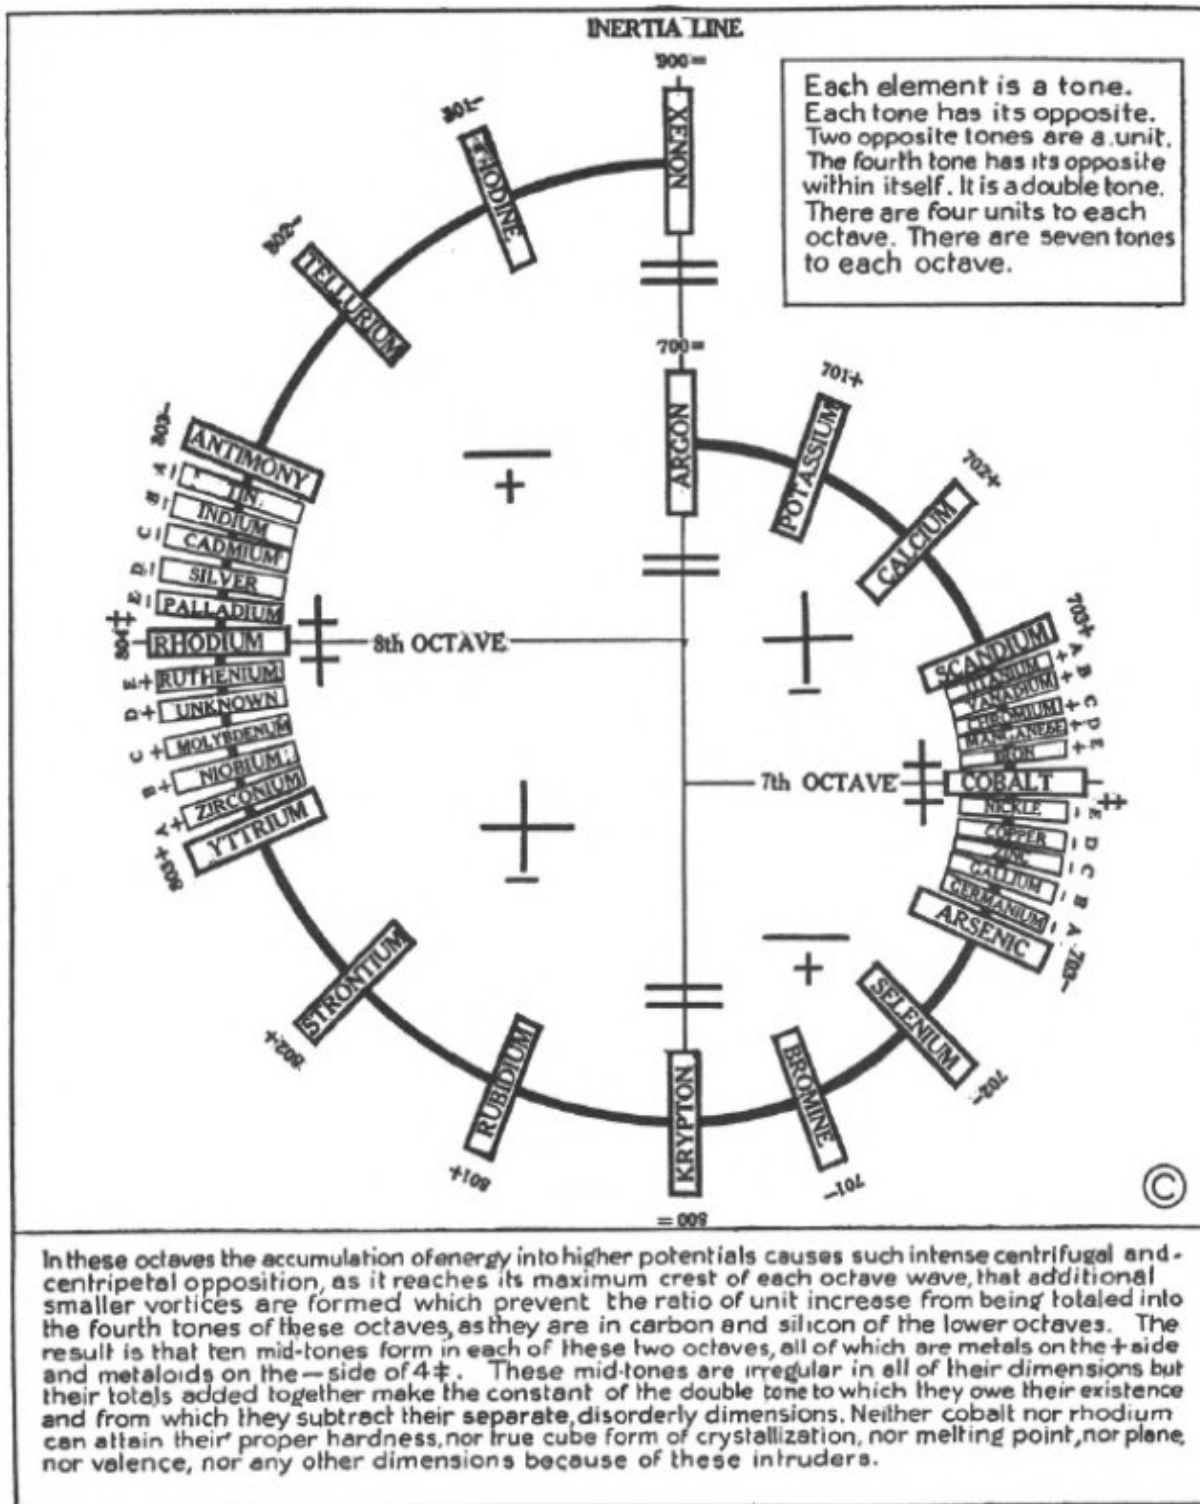 INERTIA LINE
900=
XENON
Each element is a tone.
Each tone has its opposite.
Two opposite tones are a unit.
The fourth tone has its opposite
within itself. It is a double tone.
There are four units to each
octave. There are seven tones
to each octave.
801-
IODINE
802-
TELLURIUM
803-
ANTIMONY
A-
TIN
B-
INDIUM
C-
CADMIUM
D-
SILVER
E-
PALLADIUM
804‡
RHODIUM
8th OCTAVE
E+
RUTHENIUM
D+
UNKNOWN
C+
MOLYBDENUM
B+
NIOBIUM
A+
ZIRCONIUM
803+
YTTRIUM
802+
STRONTIUM
801+
RUBIDIUM
700=
ARGON
701+
POTASSIUM
702+
CALCIUM
703+
SCANDIUM
A+
TITANIUM
B+
VANADIUM
C+
CHROMIUM
D+
MANGANESE
E+
IRON
7th OCTAVE
COBALT
‡
NICKLE
E-
COPPER
D-
ZINC
C-
GALLIUM
B-
GERMANIUM
A-
ARSENIC
703-
SELENIUM
702-
BROMINE
701-
KRYPTON
800=
©
In these octaves the accumulation of energy into higher potentials causes such intense centrifugal and-
centripetal opposition, as it reaches its maximum crest of each octave wave, that additional
smaller vortices are formed which prevent the ratio of unit increase from being totaled into
the fourth tones of these octaves, as they are in carbon and silicon of the lower octaves. The
result is that ten mid-tones form in each of these two octaves, all of which are metals on the + side
and metaloids on the — side of 4‡. These mid-tones are irregular in all of their dimensions but
their totals added together make the constant of the double tone to which they owe their existence
and from which they subtract their separate, disorderly dimensions. Neither cobalt nor rhodium
can attain their proper hardness, nor true cube form of crystallization, nor melting point, nor plane,
nor valence, nor any other dimensions because of these intruders.